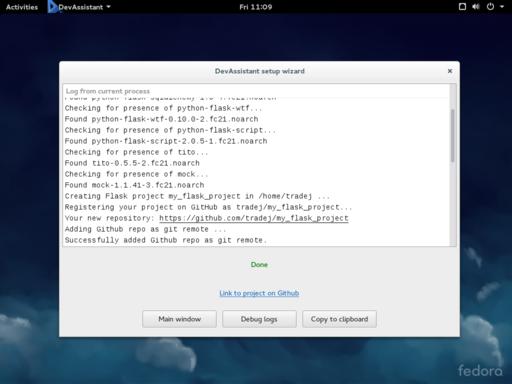 Activities DevAssistant Fri 11:09
DevAssistant setup wizard
Log from current process
Checking for presence of python-flask-wtf...
Found python-flask-wtf-0.10.0-2.fc21.noarch
Checking for presence of python-flask-script...
Found python-flask-script-2.0.5-1.fc21.noarch
Checking for presence of tito...
Found tito-0.5.5-2.fc21.noarch
Checking for presence of mock...
Found mock-1.1.41-3.fc21.noarch
Creating Flask project my_flask_project in /home/tradej ...
Registering your project on GitHub as tradej/my_flask_project...
Your new repository: https://github.com/tradej/my_flask_project
Adding Github repo as git remote ...
Successfully added Github repo as git remote.
Done
Link to project on Github
Main window Debug logs Copy to clipboard
fedora